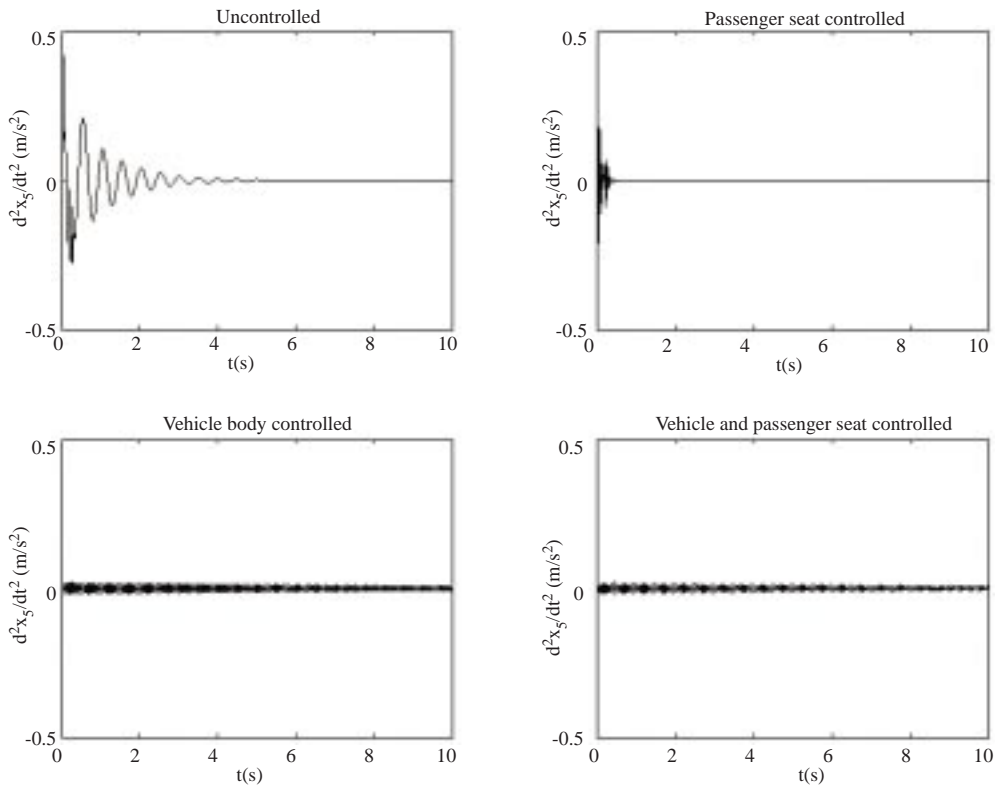 Uncontrolled
0.5
0
-0.5
d²x₅/dt² (m/s²)
0 2 4 6 8 10
t(s)
Passenger seat controlled
0.5
0
-0.5
d²x₅/dt² (m/s²)
0 2 4 6 8 10
t(s)
Vehicle body controlled
0.5
0
-0.5
d²x₅/dt² (m/s²)
0 2 4 6 8 10
t(s)
Vehicle and passenger seat controlled
0.5
0
-0.5
d²x₅/dt² (m/s²)
0 2 4 6 8 10
t(s)